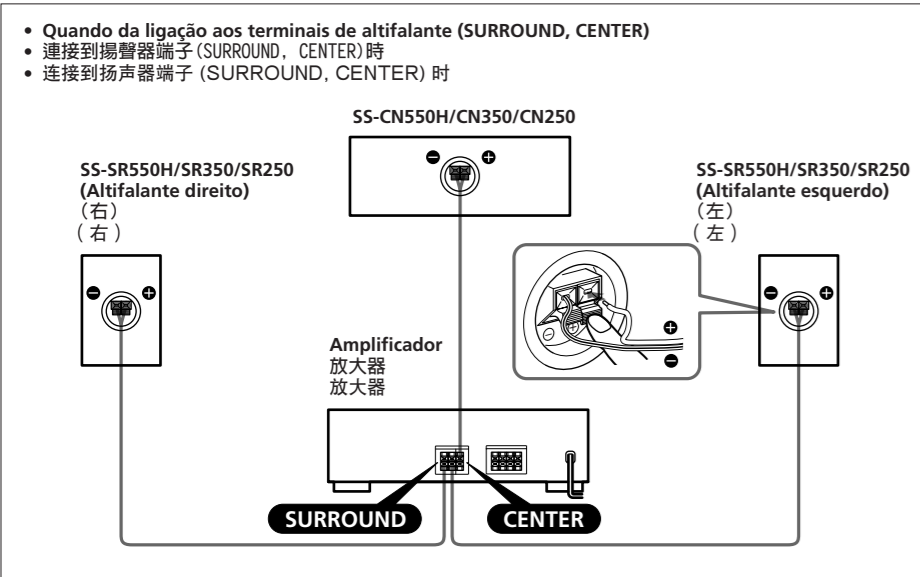 • Quando da ligação aos terminais de altifalante (SURROUND, CENTER)
• 連接到揚聲器端子(SURROUND, CENTER)時
• 连接到扬声器端子 (SURROUND, CENTER) 时
SS-CN550H/CN350/CN250
SS-SR550H/SR350/SR250
(Altifalante direito)
（右）
( 右 )
SS-SR550H/SR350/SR250
(Altifalante esquerdo)
（左）
( 左 )
Amplificador
放大器
放大器
SURROUND
CENTER